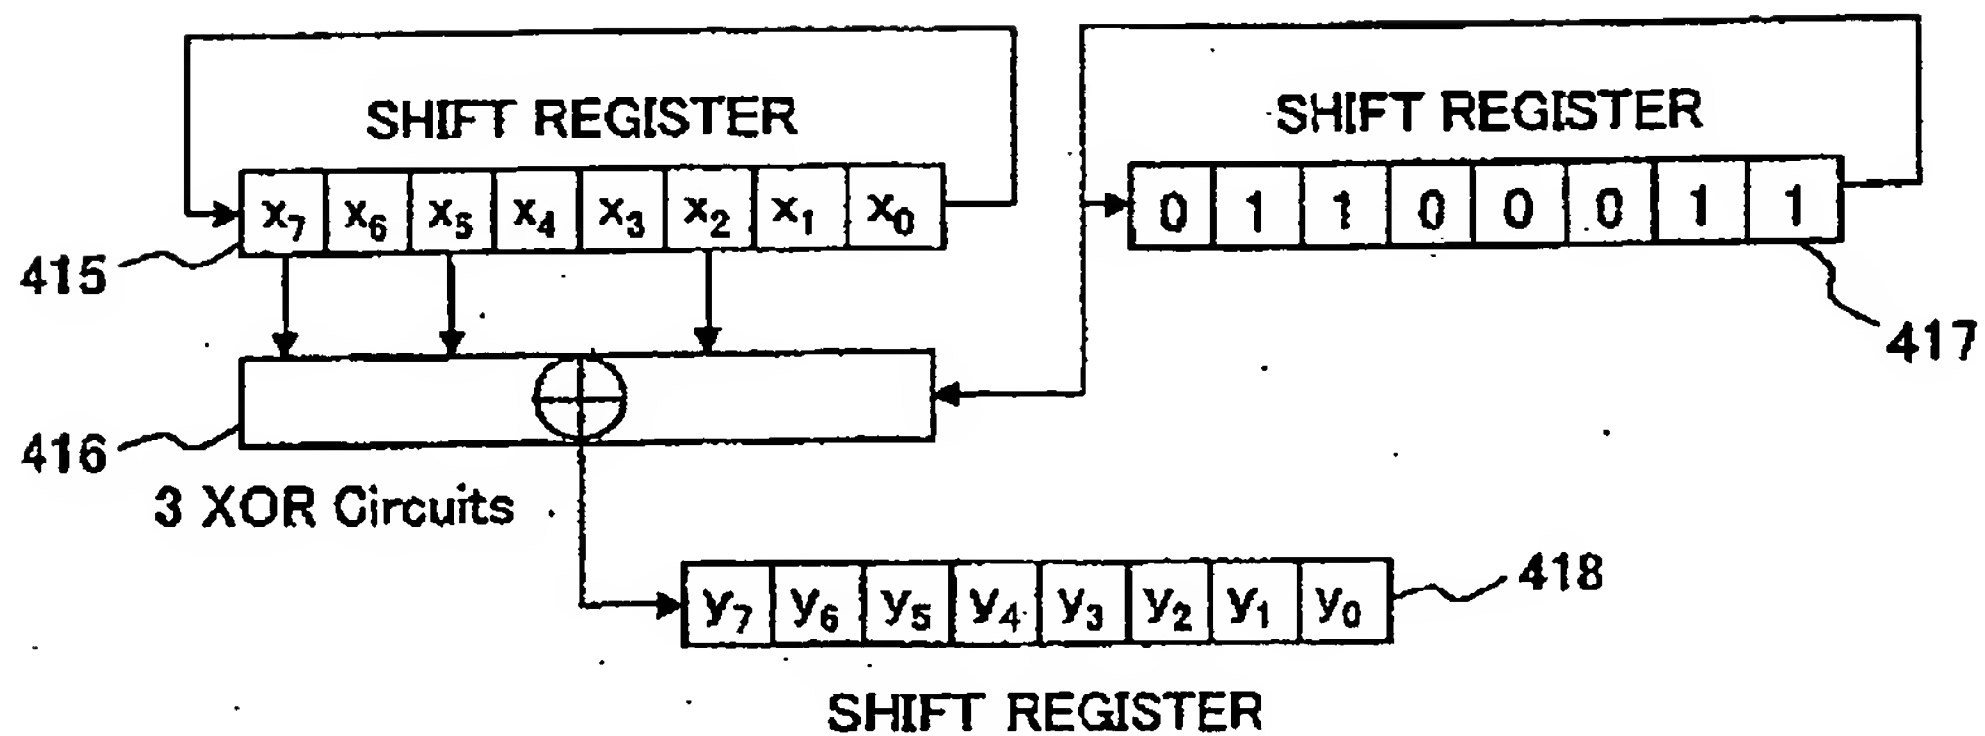 SHIFT REGISTER
SHIFT REGISTER
x₇ x₆ x₅ x₄ x₃ x₂ x₁ x₀
0 1 1 0 0 0 1 1
415
417
416
3 XOR Circuits
y₇ y₆ y₅ y₄ y₃ y₂ y₁ y₀
418
SHIFT REGISTER